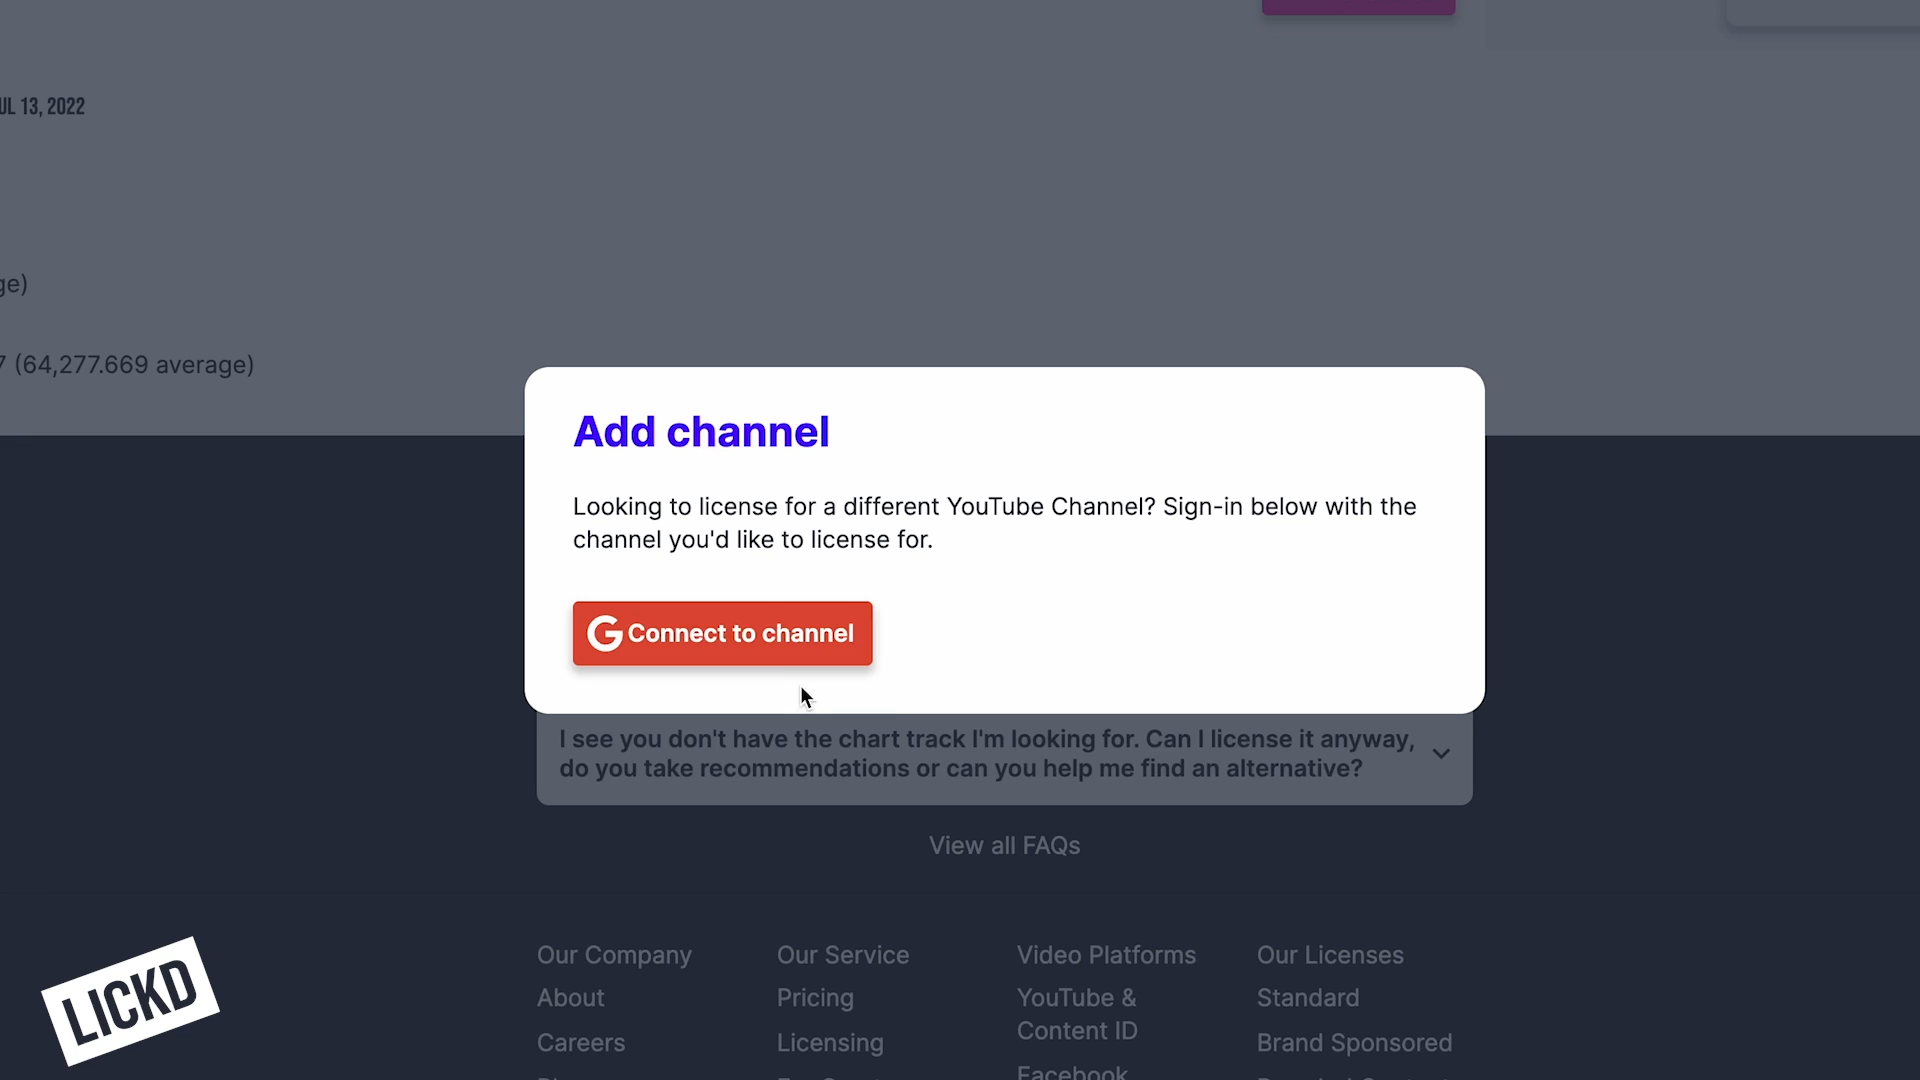 UL 13, 2022
ge)
7 (64,277.669 average)
Add channel
Looking to license for a different YouTube Channel? Sign-in below with the
channel you'd like to license for.
Connect to channel
I see you don't have the chart track I'm looking for. Can I license it anyway,
do you take recommendations or can you help me find an alternative?
View all FAQs
Our Company
About
Careers
Our Service
Pricing
Licensing
Video Platforms
YouTube &
Content ID
Facebook
Our Licenses
Standard
Brand Sponsored
LICKD